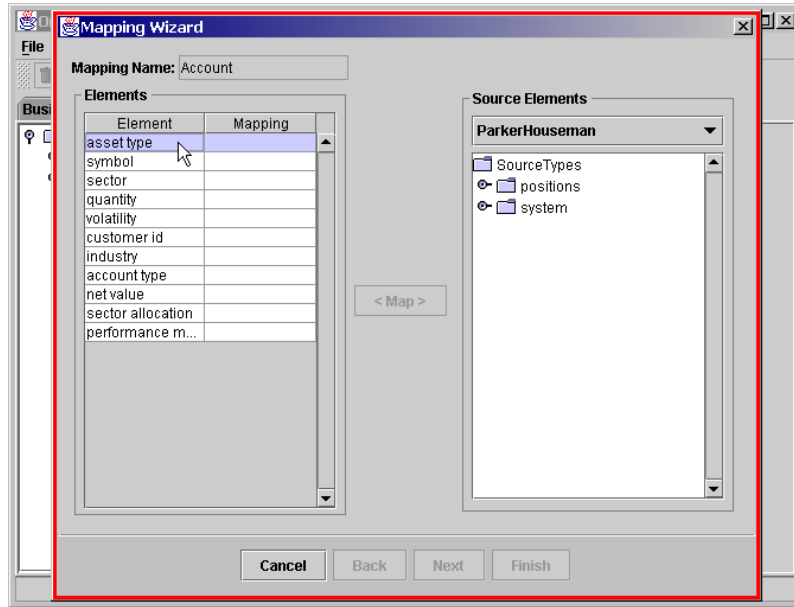 Mapping Wizard
File
Mapping Name: Account
Busi
Elements
Element Mapping
asset type
symbol
sector
quantity
volatility
customer id
industry
account type
net value
sector allocation
performance m...
< Map >
Source Elements
ParkerHouseman
SourceTypes
positions
system
Cancel Back Next Finish